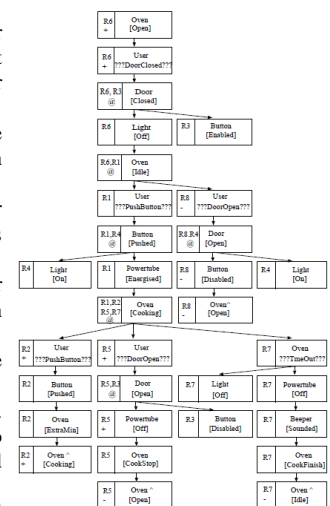 R6 Oven
+ [Open]
R6 User
+ ???DoorClosed???
R6, R3 Door
@ [Closed]
R6 Light
[Off]
R3 Button
[Enabled]
R6,R1 Oven
@ [Idle]
R1 User
???PushButton???
R8 User
- ???DoorOpen???
R1,R4 Button
@ [Pushed]
R8.R4 Door
@ [Open]
R4 Light
[On]
R1 Powertube
[Energised]
R8 Button
- [Disabled]
R4 Light
[On]
R1,R2 Oven
R5,R7 [Cooking]
@
R8 Oven^
- [Open]
R2 User
+ ???PushButton???
R5 User
+ ???DoorOpen???
R7 Oven
???TmeOut???
R2 Button
[Pushed]
R5,R3 Door
@ [Open]
R7 Light
[Off]
R7 Powertube
[Off]
R2 Oven
[ExtraMin]
R5 Powertube
+ [Off]
R3 Button
[Disabled]
R7 Beeper
[Sounded]
R2 Oven ^
+ [Cooking]
R5 Oven
[CookStop]
R7 Oven
[CookFinish]
R5 Oven ^
- [Open]
R7 Oven ^
- [Idle]